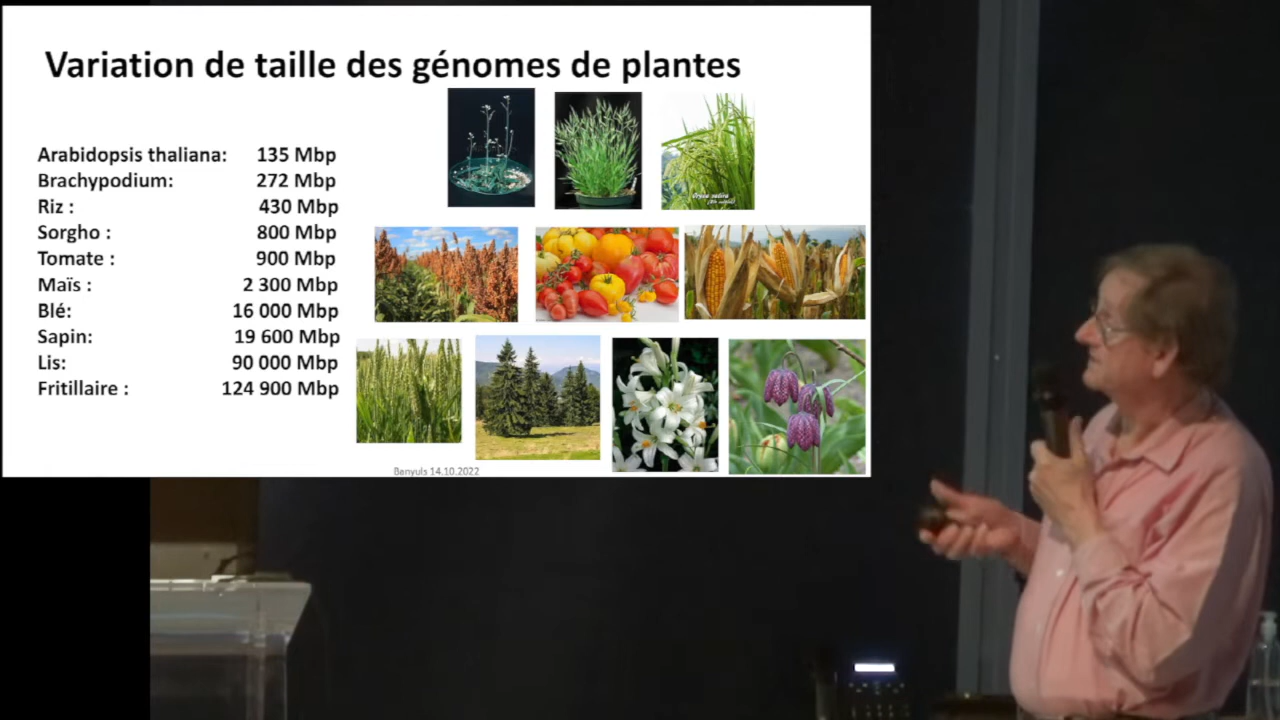 Variation de taille des génomes de plantes
Arabidopsis thaliana: 135 Mbp
Brachypodium: 272 Mbp
Riz : 430 Mbp
Sorgho : 800 Mbp
Tomate : 900 Mbp
Maïs : 2 300 Mbp
Blé: 16 000 Mbp
Sapin: 19 600 Mbp
Lis: 90 000 Mbp
Fritillaire : 124 900 Mbp
Oryza sativa
Banyuls 14.10.2022